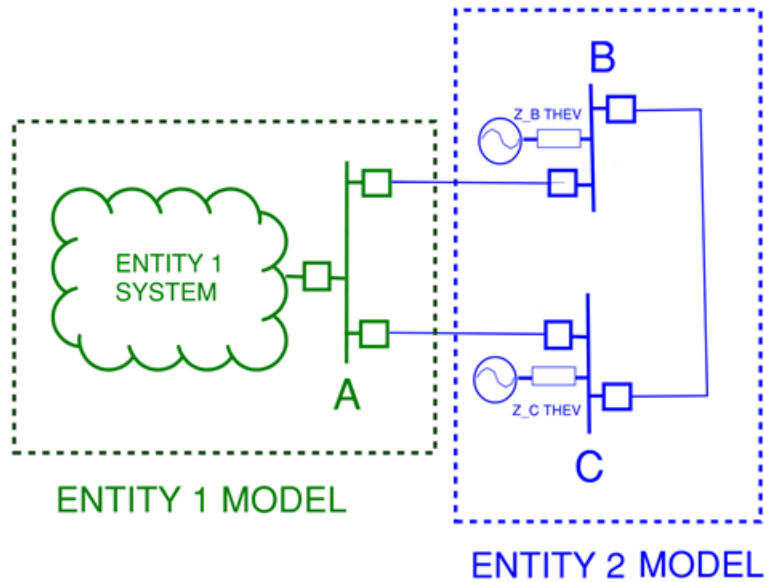 B
Z_B THEV
ENTITY 1
SYSTEM
A
Z_C THEV
C
ENTITY 1 MODEL
ENTITY 2 MODEL